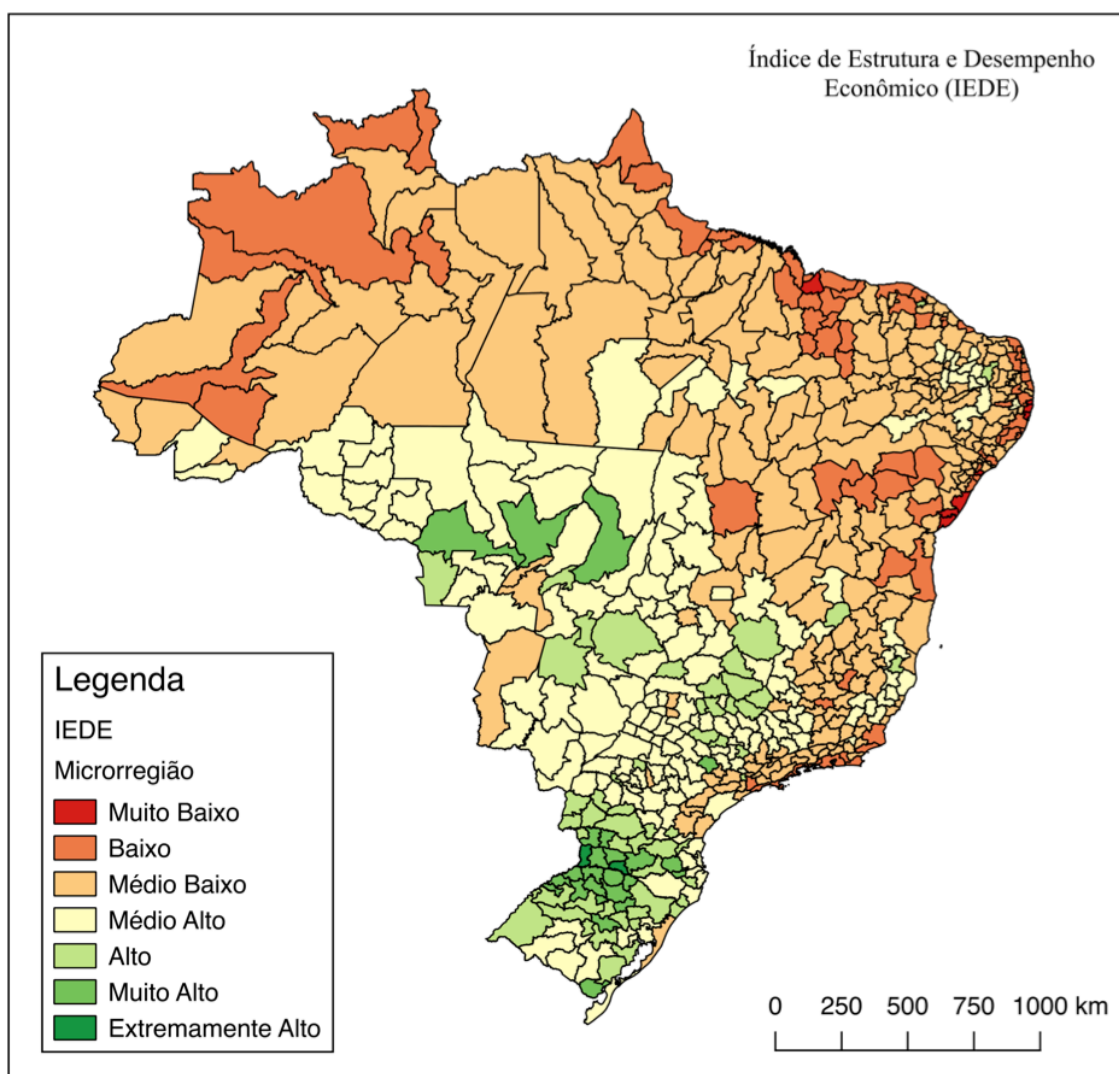 Índice de Estrutura e Desempenho
Econômico (IEDE)
Legenda
IEDE
Microrregião
Muito Baixo
Baixo
Médio Baixo
Médio Alto
Alto
Muito Alto
Extremamente Alto
0 250 500 750 1000 km